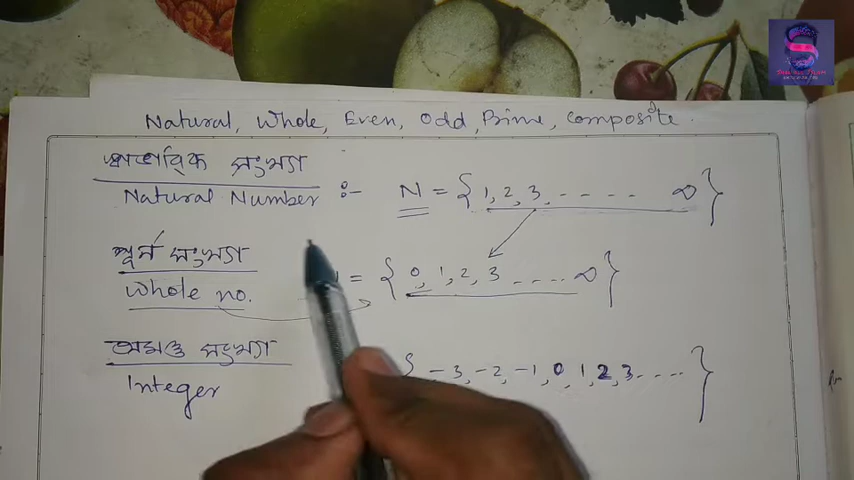 Natural, Whole, Even, Odd, Prime, Composite.
স্বাভাবিক সংখ্যা
Natural Number :- N = { 1, 2, 3, - - - - - - ∞ }
পূর্ণ সংখ্যা
Whole no. = { 0, 1, 2, 3 - - - - - ∞ }
অখণ্ড সংখ্যা
Integer { -3, -2, -1, 0, 1, 2, 3 - - - - }